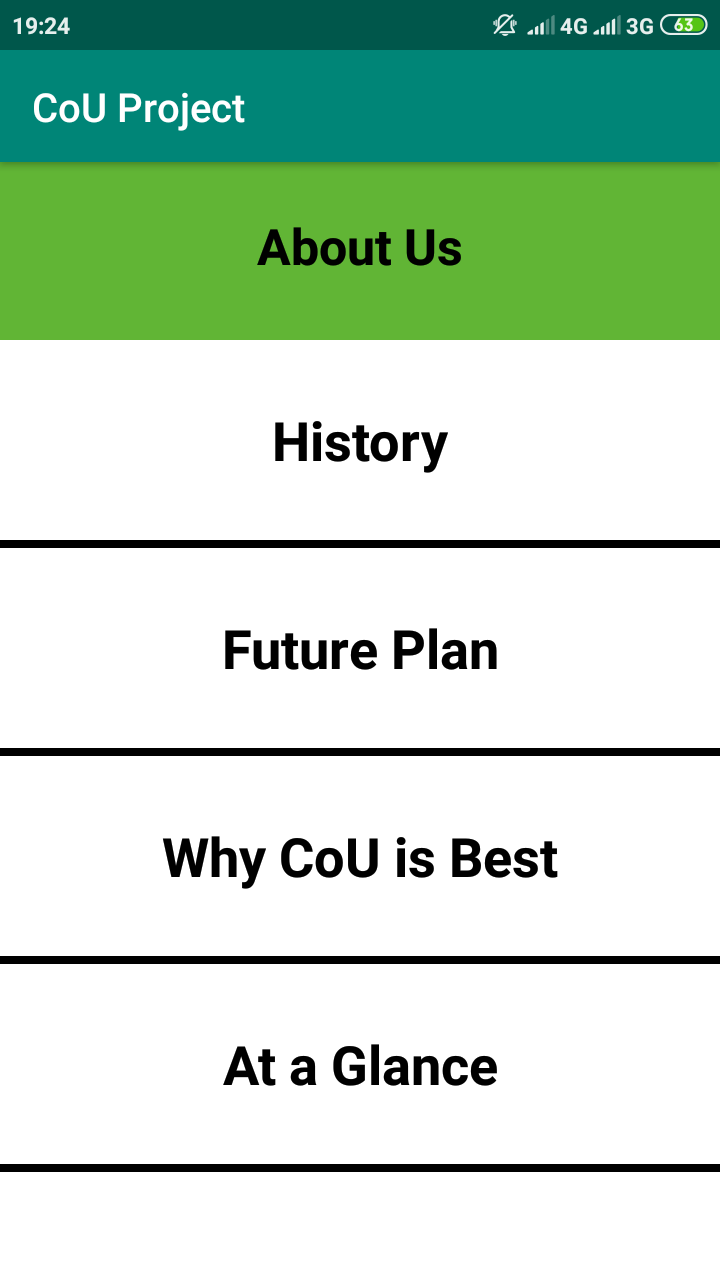 19:24 4G 3G 63
CoU Project
About Us
History
Future Plan
Why CoU is Best
At a Glance